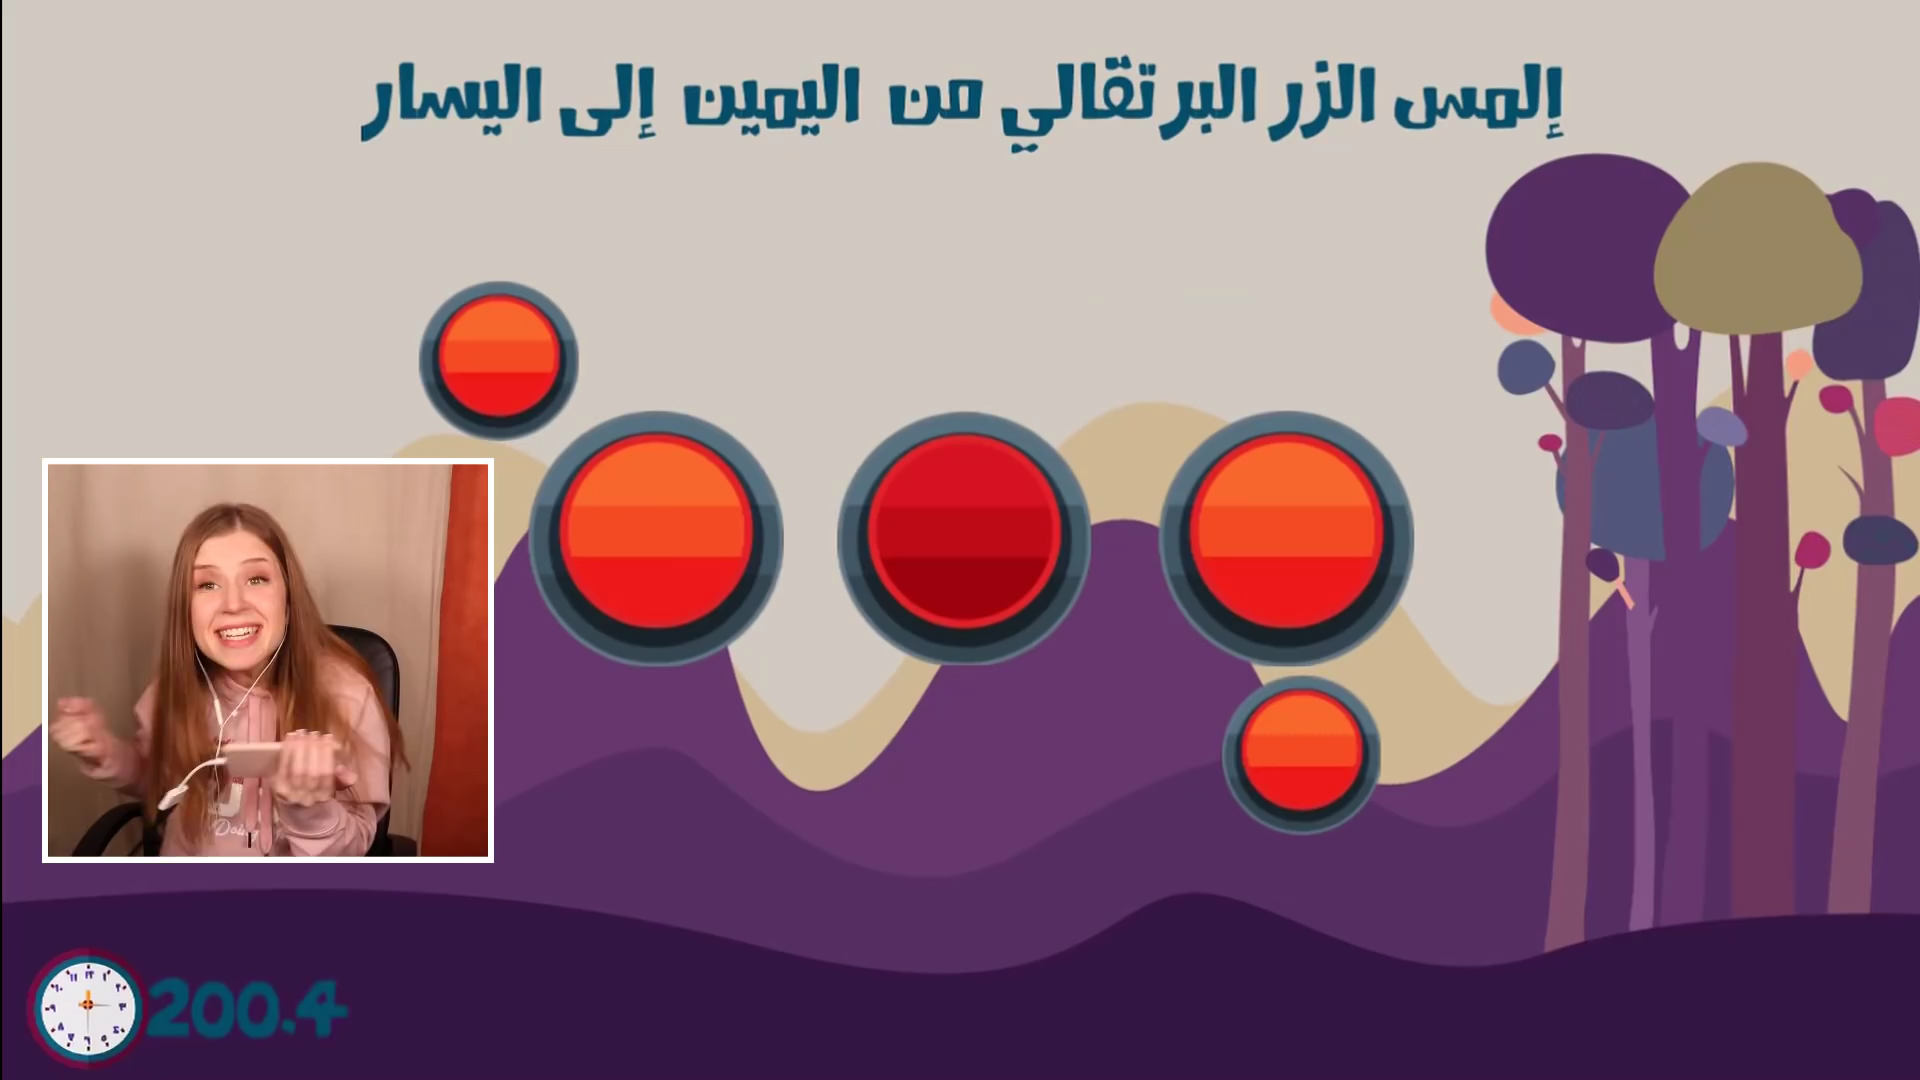 إلمس الزر البرتقالي من اليمين إلى اليسار
200.4